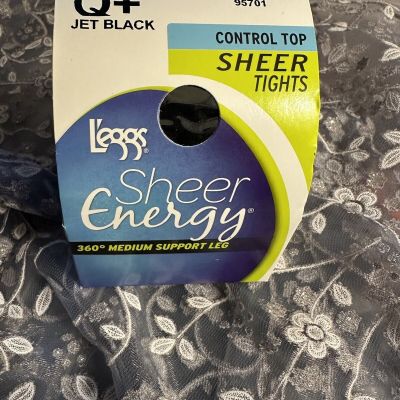 Q+
JET BLACK
95701
CONTROL TOP
SHEER
TIGHTS
L'eggs®
Sheer
Energy®
360° MEDIUM SUPPORT LEG